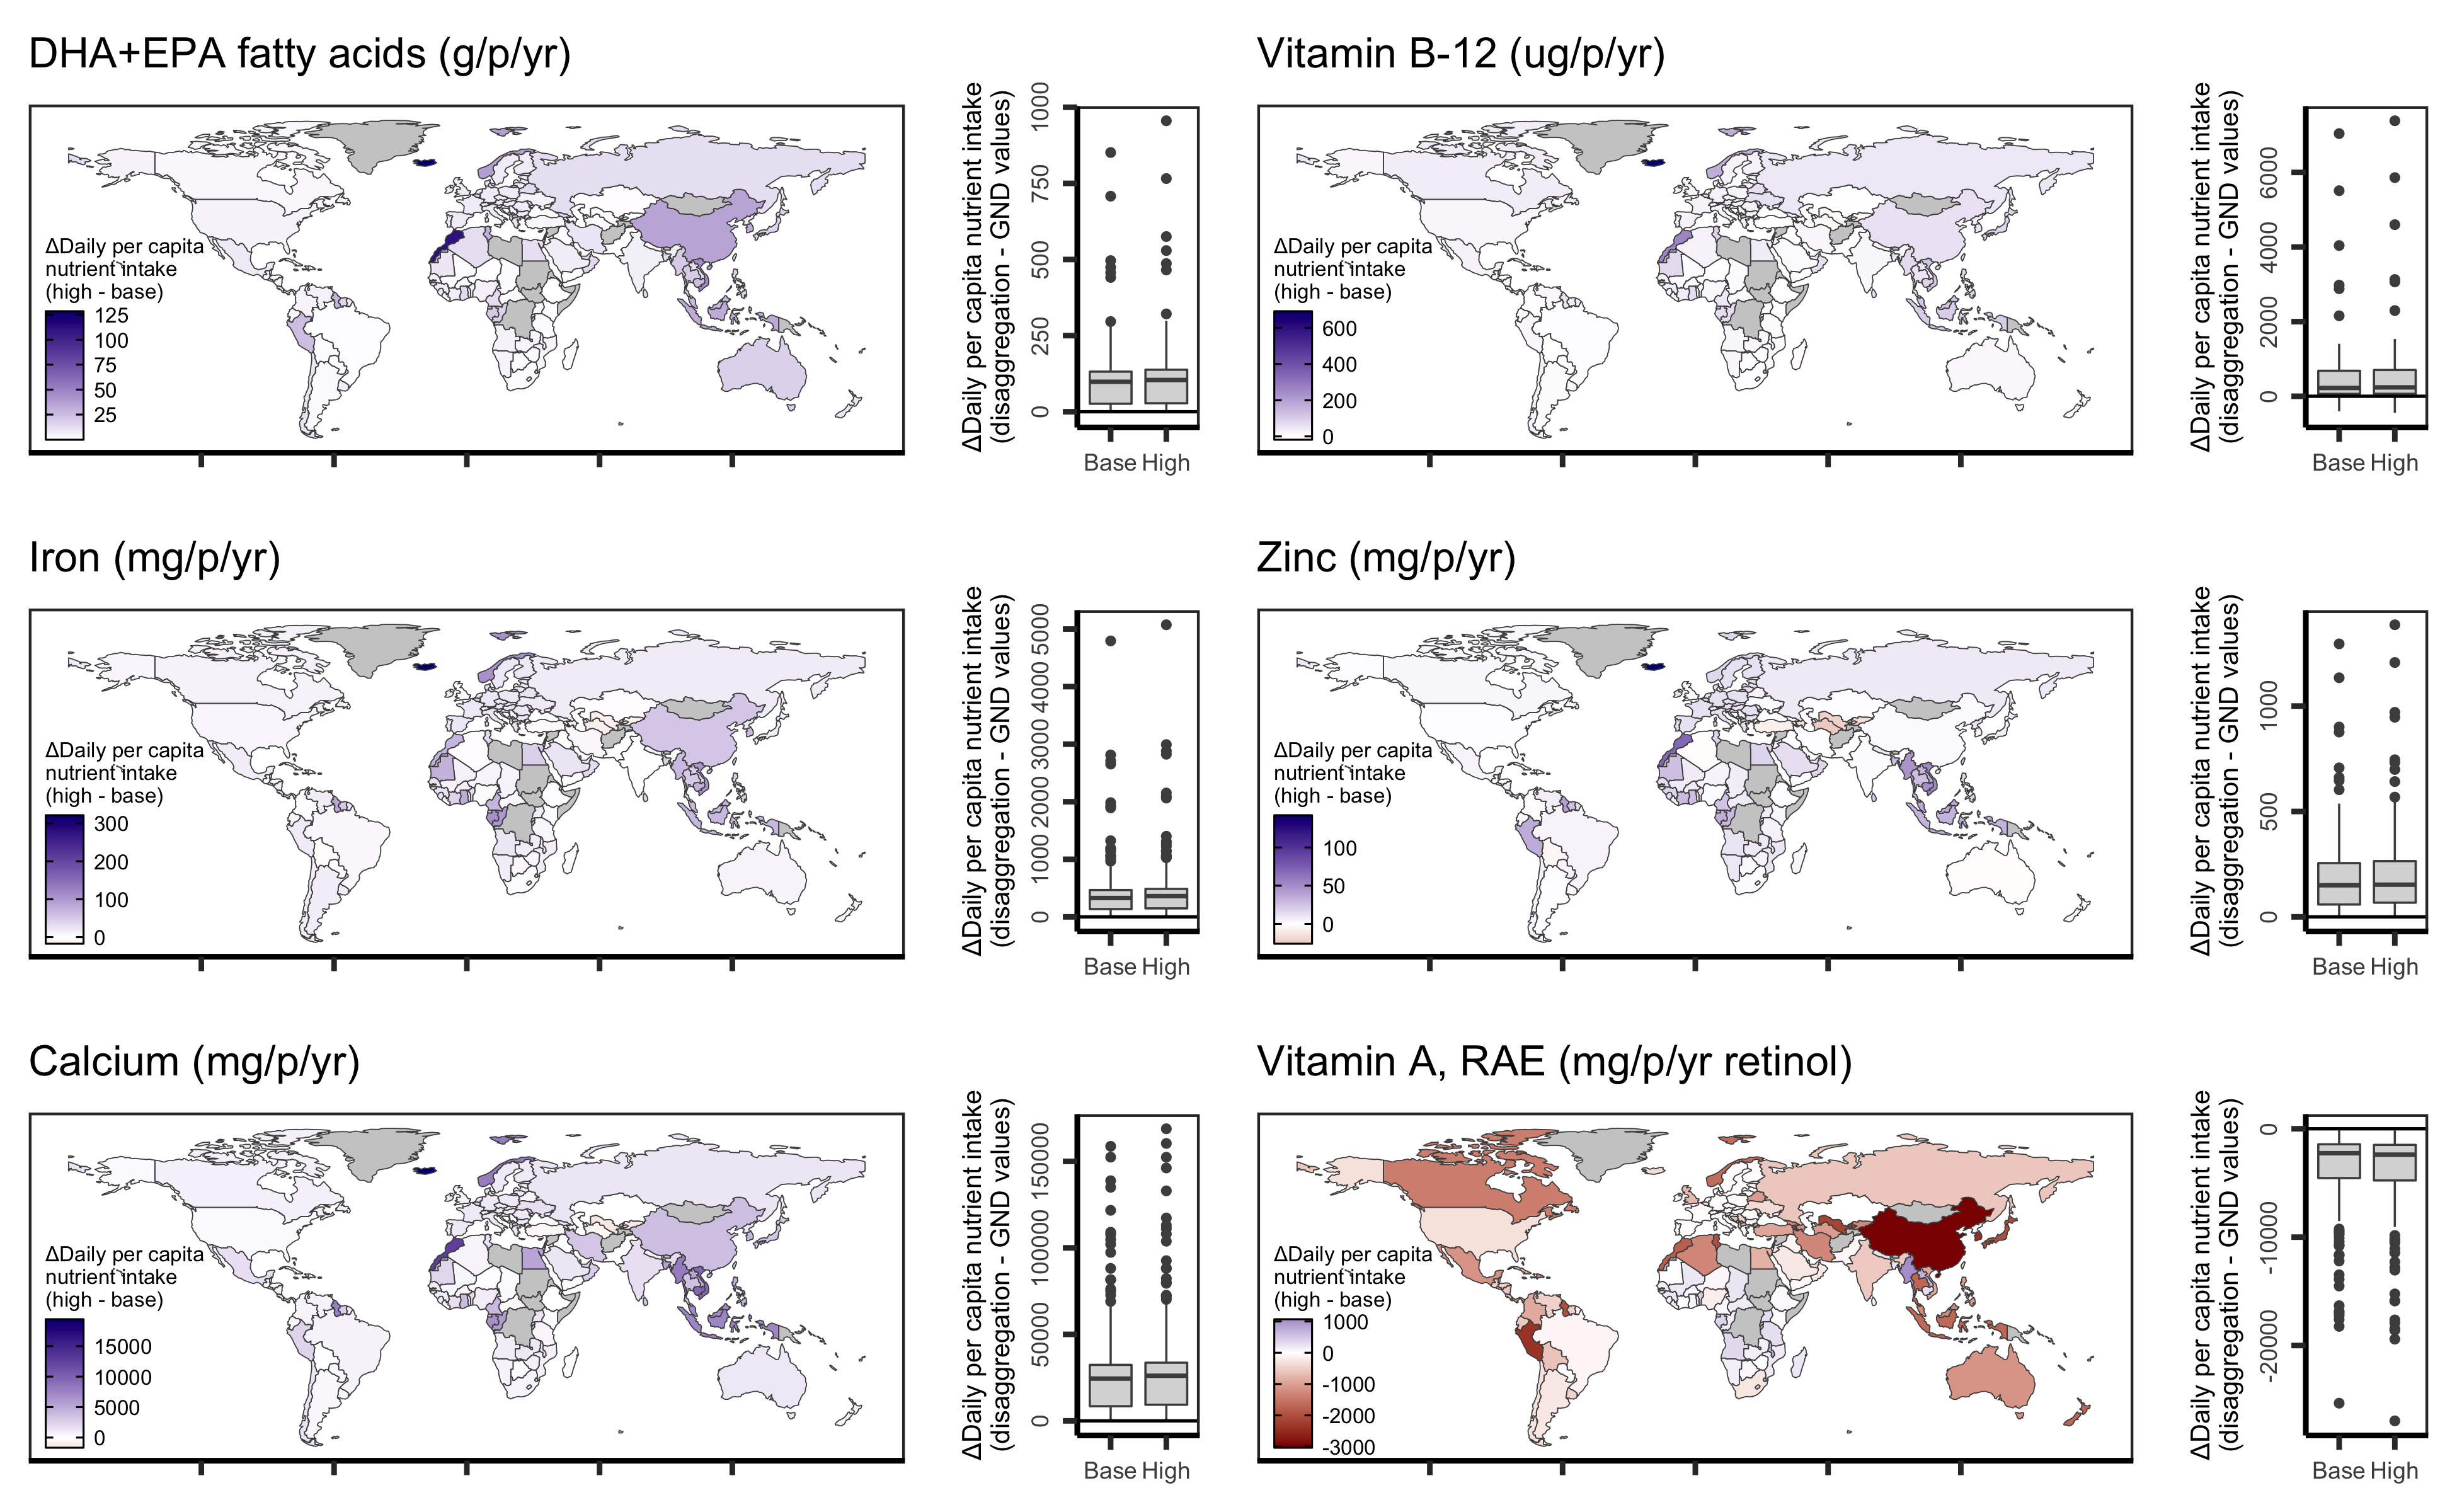 DHA+EPA fatty acids (g/p/yr)
ΔDaily per capita
nutrient intake
(high - base)
125
100
75
50
25
ΔDaily per capita nutrient intake
(disaggregation - GND values)
1000
750
500
250
0
Base High
Vitamin B-12 (ug/p/yr)
ΔDaily per capita
nutrient intake
(high - base)
600
400
200
0
ΔDaily per capita nutrient intake
(disaggregation - GND values)
6000
4000
2000
0
Base High
Iron (mg/p/yr)
ΔDaily per capita
nutrient intake
(high - base)
300
200
100
0
ΔDaily per capita nutrient intake
(disaggregation - GND values)
5000
4000
3000
2000
1000
0
Base High
Zinc (mg/p/yr)
ΔDaily per capita
nutrient intake
(high - base)
100
50
0
ΔDaily per capita nutrient intake
(disaggregation - GND values)
1000
500
0
Base High
Calcium (mg/p/yr)
ΔDaily per capita
nutrient intake
(high - base)
15000
10000
5000
0
ΔDaily per capita nutrient intake
(disaggregation - GND values)
150000
100000
50000
0
Base High
Vitamin A, RAE (mg/p/yr retinol)
ΔDaily per capita
nutrient intake
(high - base)
1000
0
-1000
-2000
-3000
ΔDaily per capita nutrient intake
(disaggregation - GND values)
0
-10000
-20000
Base High